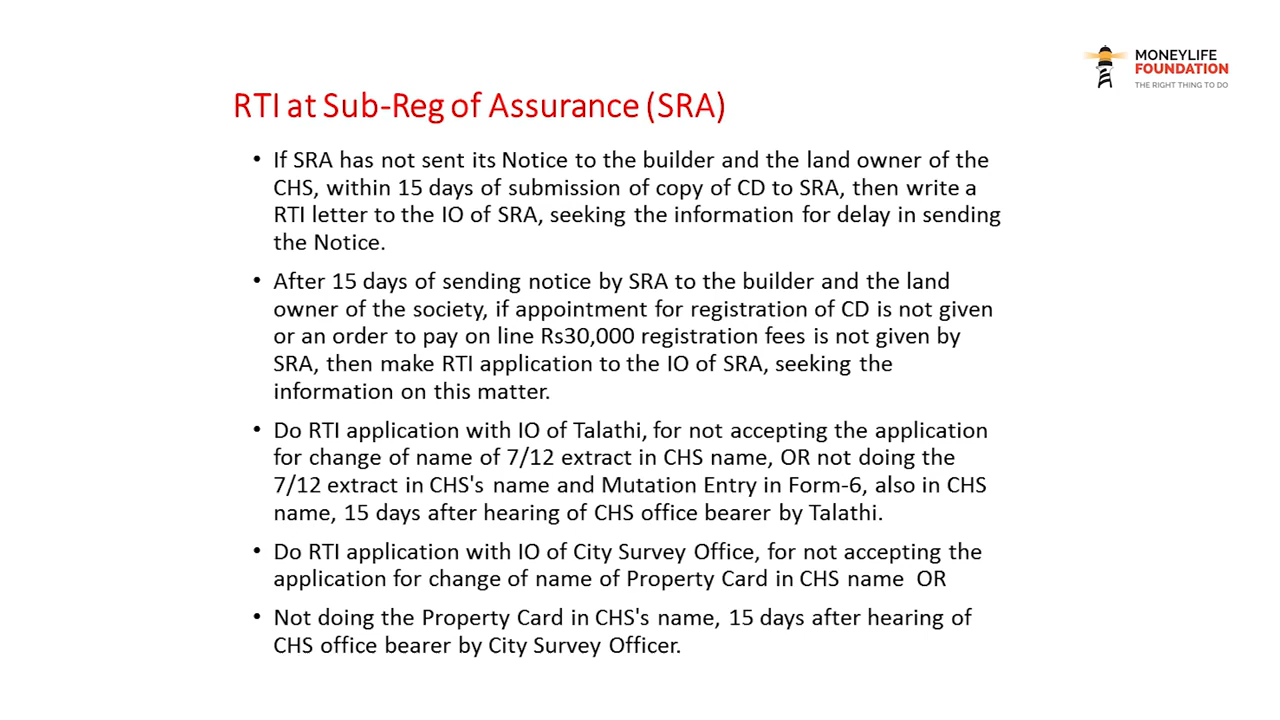 MONEYLIFE
FOUNDATION
THE RIGHT THING TO DO
RTI at Sub-Reg of Assurance (SRA)
• If SRA has not sent its Notice to the builder and the land owner of the
CHS, within 15 days of submission of copy of CD to SRA, then write a
RTI letter to the IO of SRA, seeking the information for delay in sending
the Notice.
• After 15 days of sending notice by SRA to the builder and the land
owner of the society, if appointment for registration of CD is not given
or an order to pay on line Rs30,000 registration fees is not given by
SRA, then make RTI application to the IO of SRA, seeking the
information on this matter.
• Do RTI application with IO of Talathi, for not accepting the application
for change of name of 7/12 extract in CHS name, OR not doing the
7/12 extract in CHS's name and Mutation Entry in Form-6, also in CHS
name, 15 days after hearing of CHS office bearer by Talathi.
• Do RTI application with IO of City Survey Office, for not accepting the
application for change of name of Property Card in CHS name OR
• Not doing the Property Card in CHS's name, 15 days after hearing of
CHS office bearer by City Survey Officer.